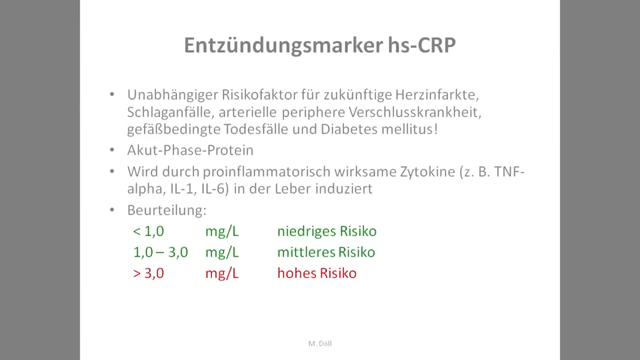 Entzündungsmarker hs-CRP
• Unabhängiger Risikofaktor für zukünftige Herzinfarkte,
Schlaganfälle, arterielle periphere Verschlusskrankheit,
gefäßbedingte Todesfälle und Diabetes mellitus!
• Akut-Phase-Protein
• Wird durch proinflammatorisch wirksame Zytokine (z. B. TNF-
alpha, IL-1, IL-6) in der Leber induziert
• Beurteilung:
< 1,0 mg/L niedriges Risiko
1,0 – 3,0 mg/L mittleres Risiko
> 3,0 mg/L hohes Risiko
M. Döll